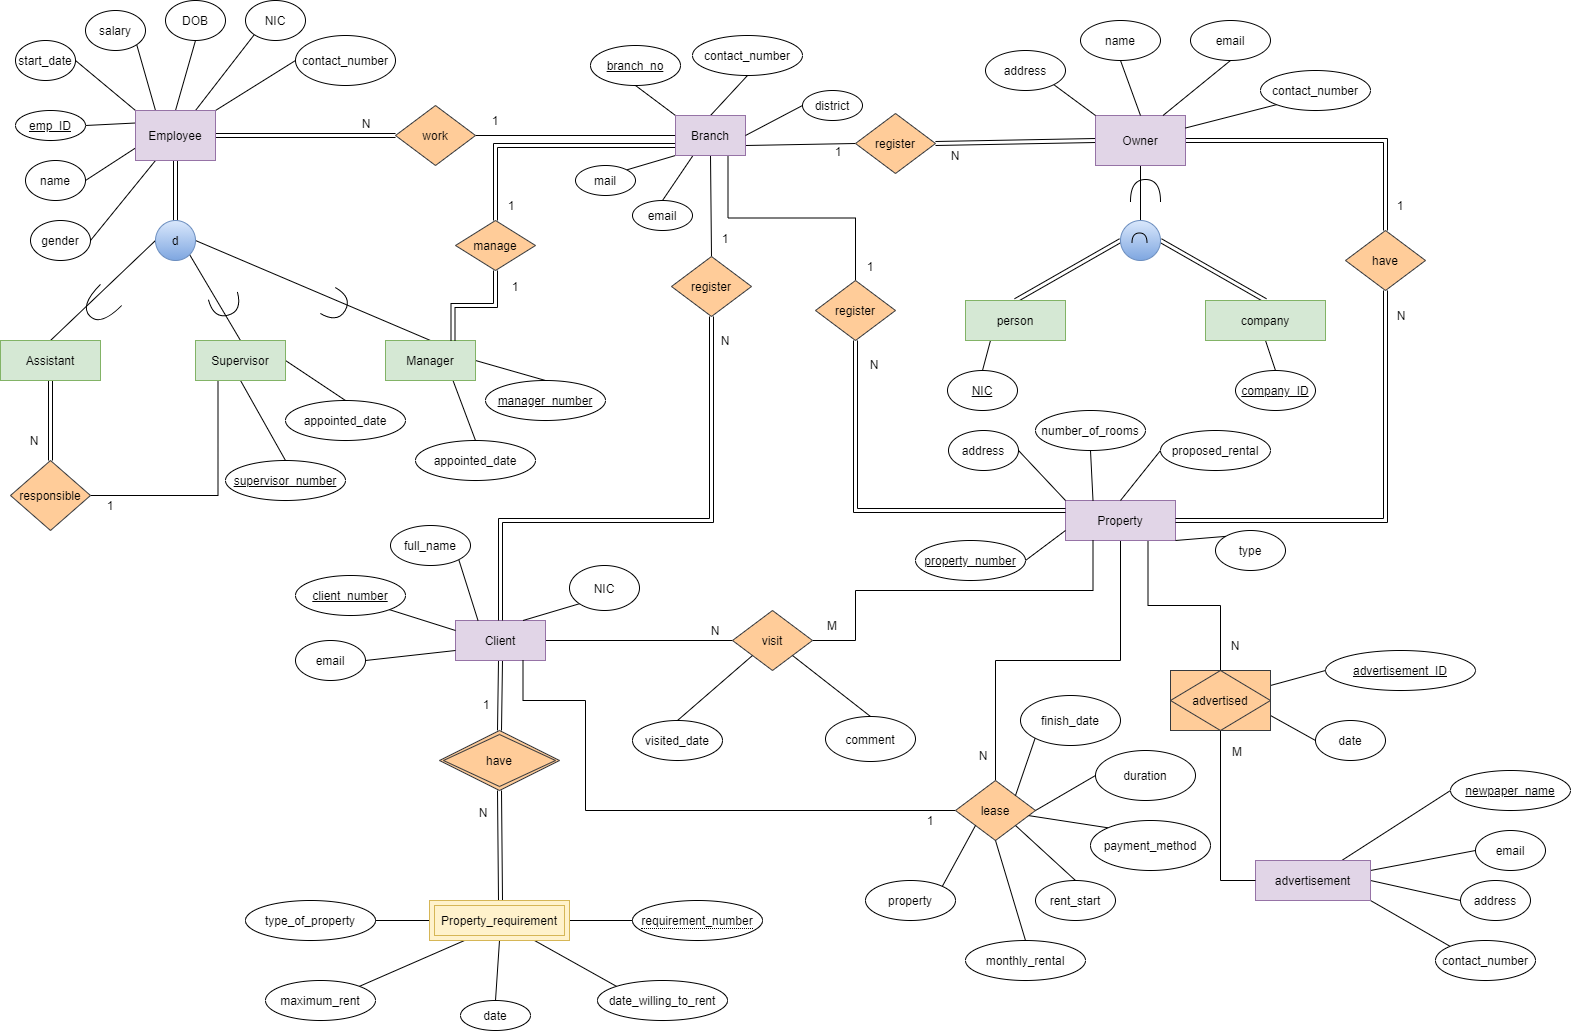 DOB
NIC
salary
start_date
contact_number
emp_ID
Employee
name
gender
N
work
1
branch_no
contact_number
district
Branch
mail
email
1
register
N
name
email
address
contact_number
Owner
d
1
manage
1
1
register
N
1
register
N
∩
1
have
N
person
company
NIC
company_ID
Assistant
Supervisor
Manager
appointed_date
manager_number
appointed_date
supervisor_number
N
responsible
1
number_of_rooms
address
proposed_rental
Property
property_number
type
full_name
client_number
NIC
Client
email
N
visit
M
visited_date
comment
1
have
N
N
advertised
advertisement_ID
date
M
finish_date
duration
N
lease
1
payment_method
property
rent_start
monthly_rental
newpaper_name
email
advertisement
address
contact_number
type_of_property
Property_requirement
requirement_number
maximum_rent
date
date_willing_to_rent